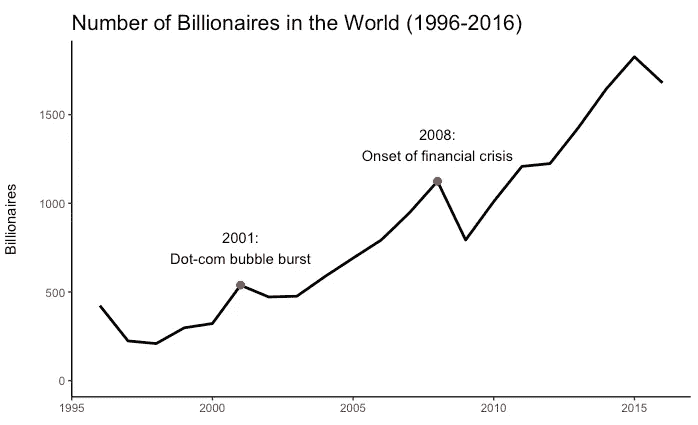 Number of Billionaires in the World (1996-2016)
Billionaires
1500
1000
500
0
2008:
Onset of financial crisis
2001:
Dot-com bubble burst
1995
2000
2005
2010
2015